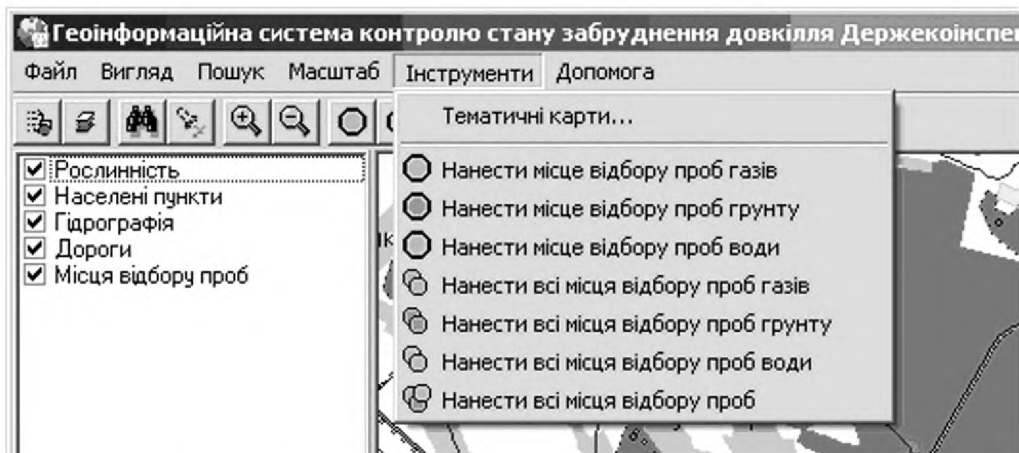 Геоінформаційна система контролю стану забруднення довкілля
Файл Вигляд Пошук Масштаб Інструменти Допомога
Тематичні карти...
Нанести місце відбору проб газів
Нанести місце відбору проб грунту
Нанести місце відбору проб води
Нанести всі місця відбору проб газів
Нанести всі місця відбору проб грунту
Нанести всі місця відбору проб води
Нанести всі місця відбору проб
Рослинність
Населені пункти
Гідрографія
Дороги
Місця відбору проб